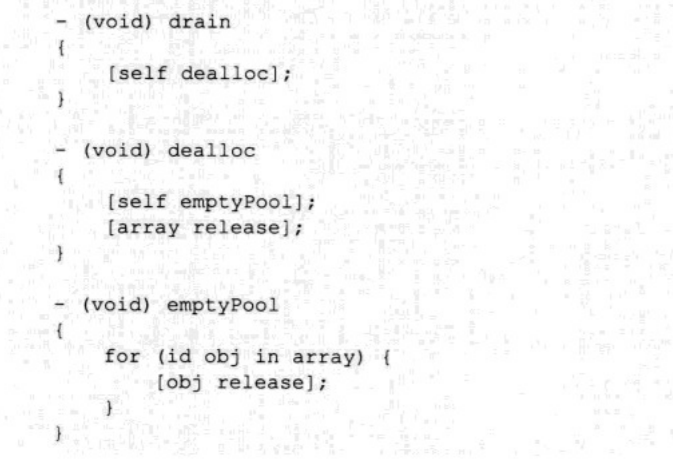 - (void) drain
{
    [self dealloc];
}

- (void) dealloc
{
    [self emptyPool];
    [array release];
}

- (void) emptyPool
{
    for (id obj in array) {
        [obj release];
    }
}